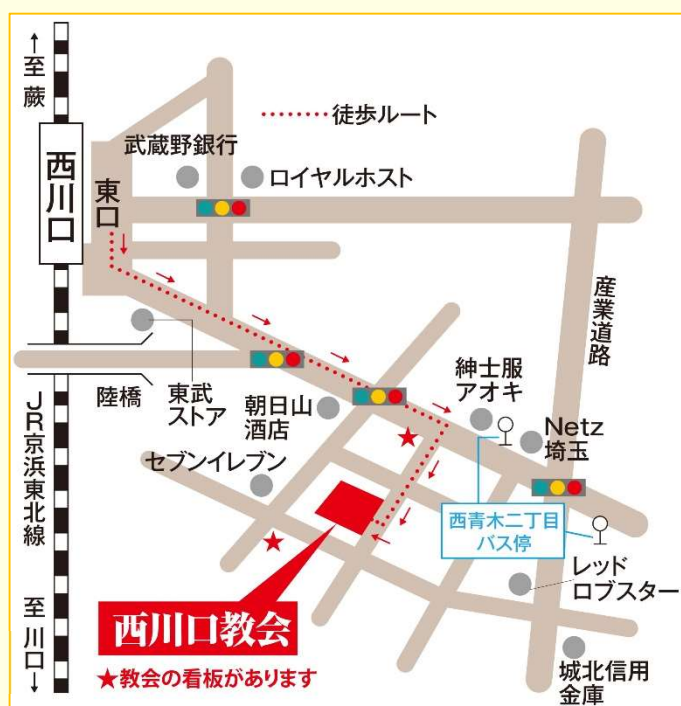 ↑至 蕨
西川口
東口
徒歩ルート
武蔵野銀行
ロイヤルホスト
産業道路
陸橋
東武
ストア
朝日山
酒店
紳士服
アオキ
Netz
埼玉
セブンイレブン
西青木二丁目
バス停
JR京浜東北線
至 川口↓
レッド
ロブスター
西川口教会
★教会の看板があります
城北信用
金庫